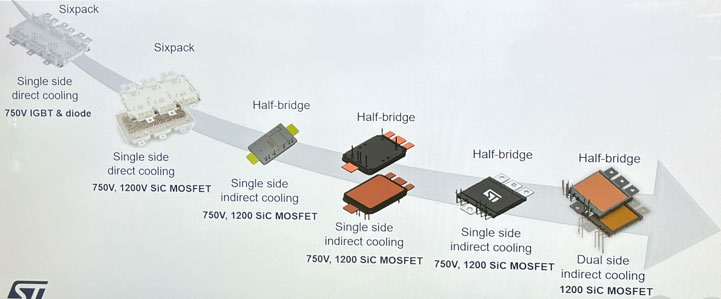 Sixpack
Single side
direct cooling
750V IGBT & diode
Sixpack
Single side
direct cooling
750V, 1200V SiC MOSFET
Half-bridge
Single side
indirect cooling
750V, 1200 SiC MOSFET
Half-bridge
Single side
indirect cooling
750V, 1200 SiC MOSFET
Half-bridge
ST
Single side
indirect cooling
750V, 1200 SiC MOSFET
Half-bridge
Dual side
indirect cooling
1200 SiC MOSFET
ST